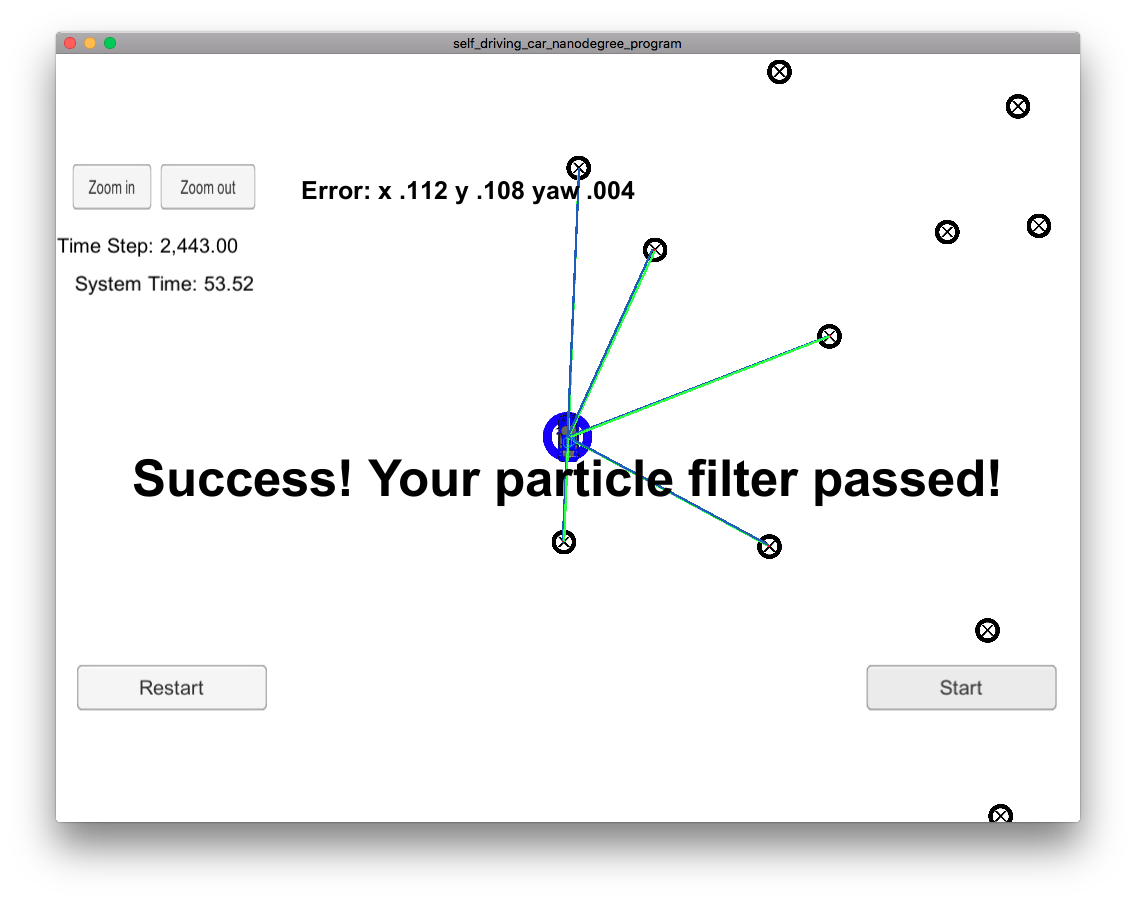 self_driving_car_nanodegree_program
Zoom in
Zoom out
Error: x .112 y .108 yaw .004
Time Step: 2,443.00
System Time: 53.52
Success! Your particle filter passed!
Restart
Start